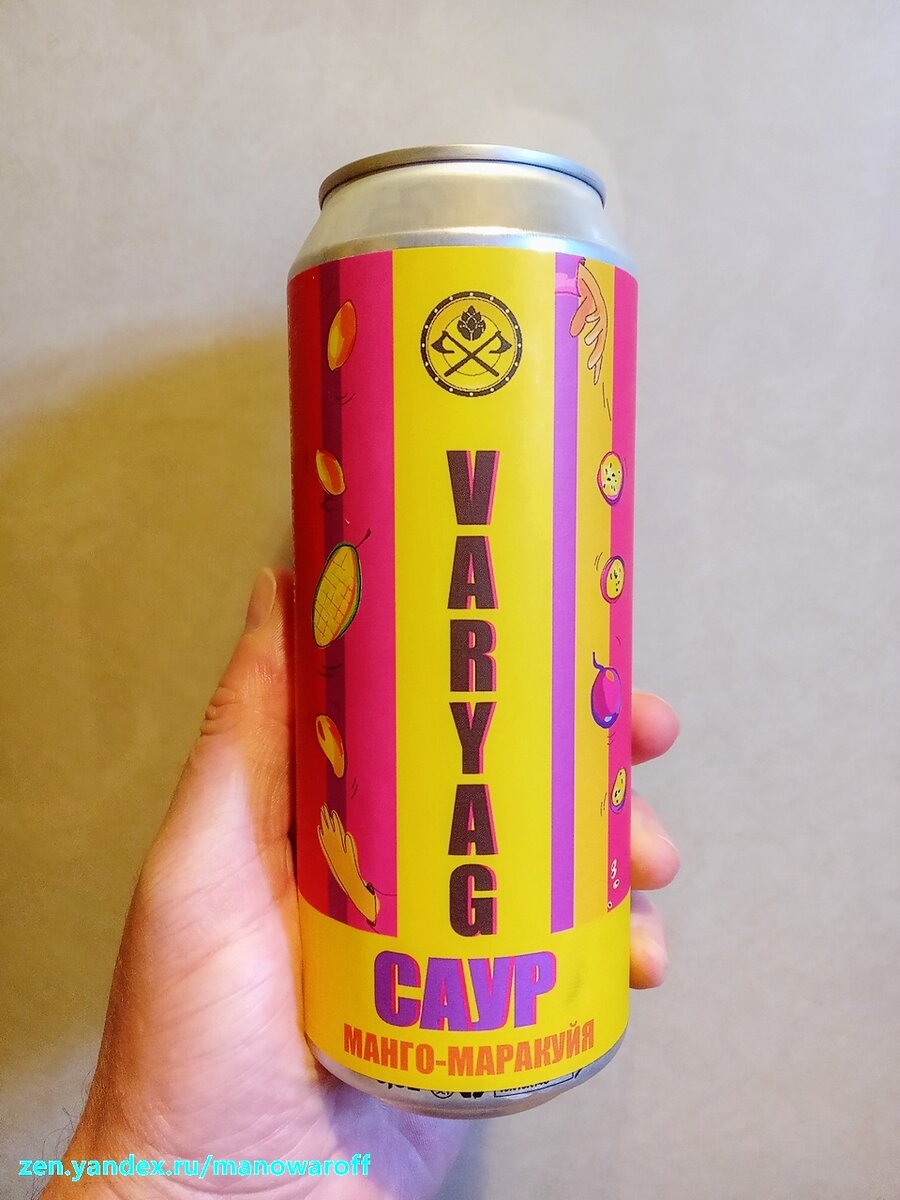 VARYAG
САУР
МАНГО-МАРАКУЙЯ
zen.yandex.ru/manowaroff